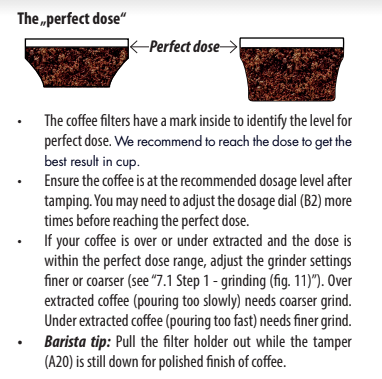 The „perfect dose“
Perfect dose
• The coffee filters have a mark inside to identify the level for
perfect dose. We recommend to reach the dose to get the
best result in cup.
• Ensure the coffee is at the recommended dosage level after
tamping. You may need to adjust the dosage dial (B2) more
times before reaching the perfect dose.
• If your coffee is over or under extracted and the dose is
within the perfect dose range, adjust the grinder settings
finer or coarser (see “7.1 Step 1 - grinding (fig. 11)”). Over
extracted coffee (pouring too slowly) needs coarser grind.
Under extracted coffee (pouring too fast) needs finer grind.
• Barista tip: Pull the filter holder out while the tamper
(A20) is still down for polished finish of coffee.